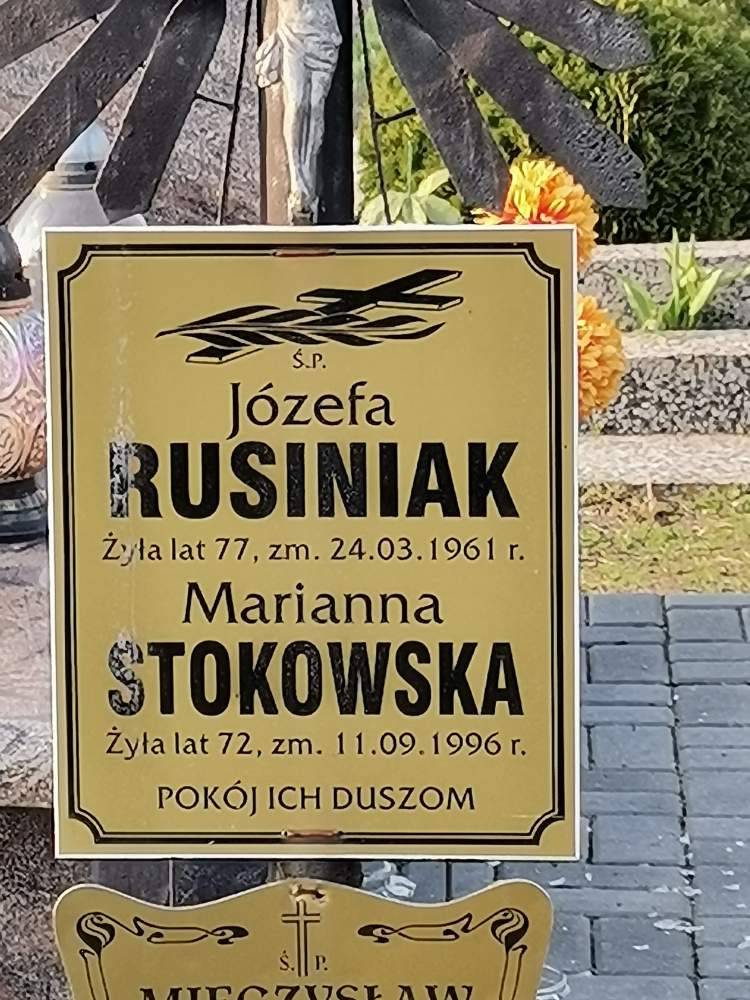 Ś.P.
Józefa
RUSINIAK
Żyła lat 77, zm. 24.03.1961 r.
Marianna
STOKOWSKA
Żyła lat 72, zm. 11.09.1996 r.
POKÓJ ICH DUSZOM
Ś. P.
MIECZYSŁAW